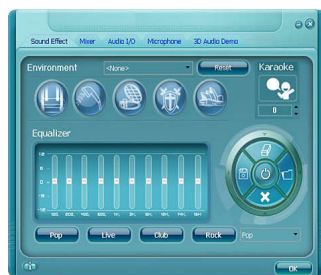 Sound Effect Mixer Audio I/O Microphone 3D Audio Demo
Environment <None> Reset Karaoke
0
Equalizer
Pop Live Club Rock Pop
OK